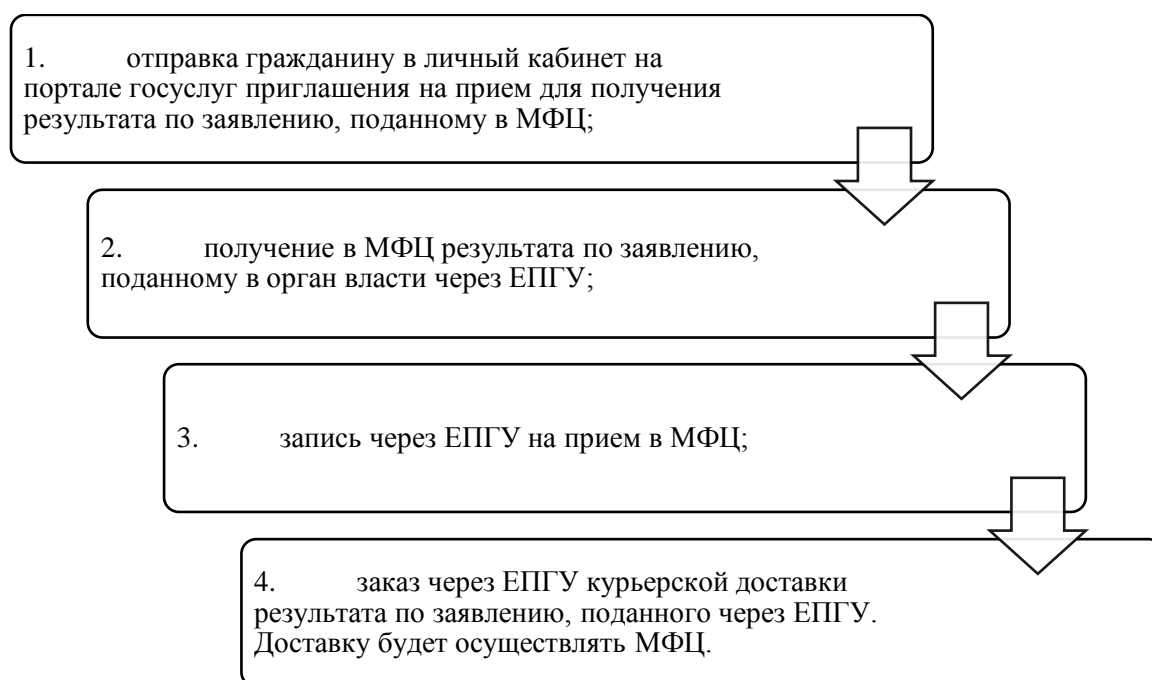 1. отправка гражданину в личный кабинет на
портале госуслуг приглашения на прием для получения
результата по заявлению, поданному в МФЦ;
2. получение в МФЦ результата по заявлению,
поданному в орган власти через ЕПГУ;
3. запись через ЕПГУ на прием в МФЦ;
4. заказ через ЕПГУ курьерской доставки
результата по заявлению, поданного через ЕПГУ.
Доставку будет осуществлять МФЦ.